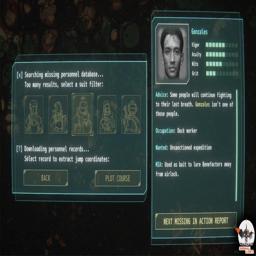 [x] Searching missing personnel database...
Too many results, select a suit filter:
[?] Downloading personnel records...
Select record to extract jump coordinates:
BACK
PLOT COURSE
Gonzales
Vigor
Acuity
Wits
Grit
Advice: Some people will continue fighting
to their last breath. Gonzales isn't one of
those people.
Occupation: Dock worker
Wanted: Unsanctioned expedition
MIA: Used as bait to lure Benefactors away
from airlock.
NEXT MISSING IN ACTION REPORT